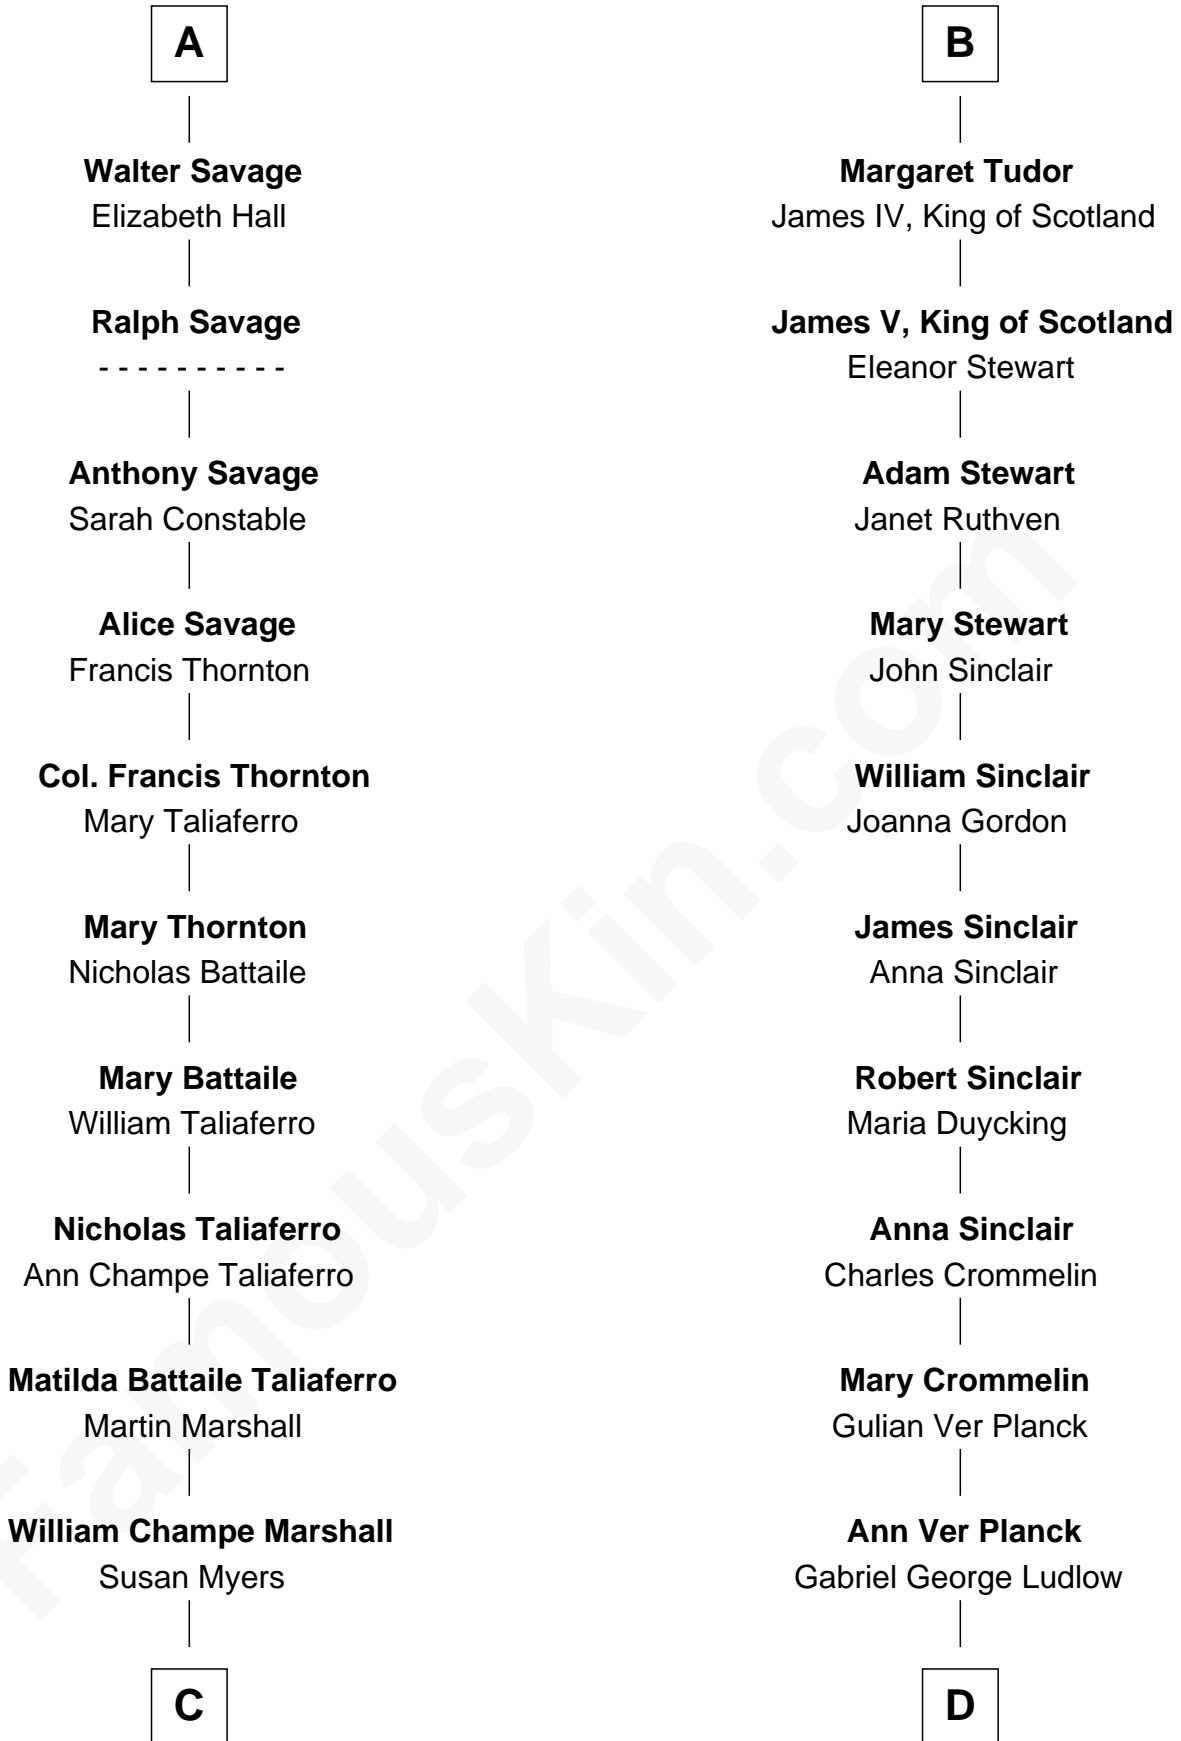 A
Walter Savage
Elizabeth Hall
Ralph Savage
- - - - - - - - - -
Anthony Savage
Sarah Constable
Alice Savage
Francis Thornton
Col. Francis Thornton
Mary Taliaferro
Mary Thornton
Nicholas Battaile
Mary Battaile
William Taliaferro
Nicholas Taliaferro
Ann Champe Taliaferro
Matilda Battaile Taliaferro
Martin Marshall
William Champe Marshall
Susan Myers
C
B
Margaret Tudor
James IV, King of Scotland
James V, King of Scotland
Eleanor Stewart
Adam Stewart
Janet Ruthven
Mary Stewart
John Sinclair
William Sinclair
Joanna Gordon
James Sinclair
Anna Sinclair
Robert Sinclair
Maria Duycking
Anna Sinclair
Charles Crommelin
Mary Crommelin
Gulian Ver Planck
Ann Ver Planck
Gabriel George Ludlow
D
FamousKin.com